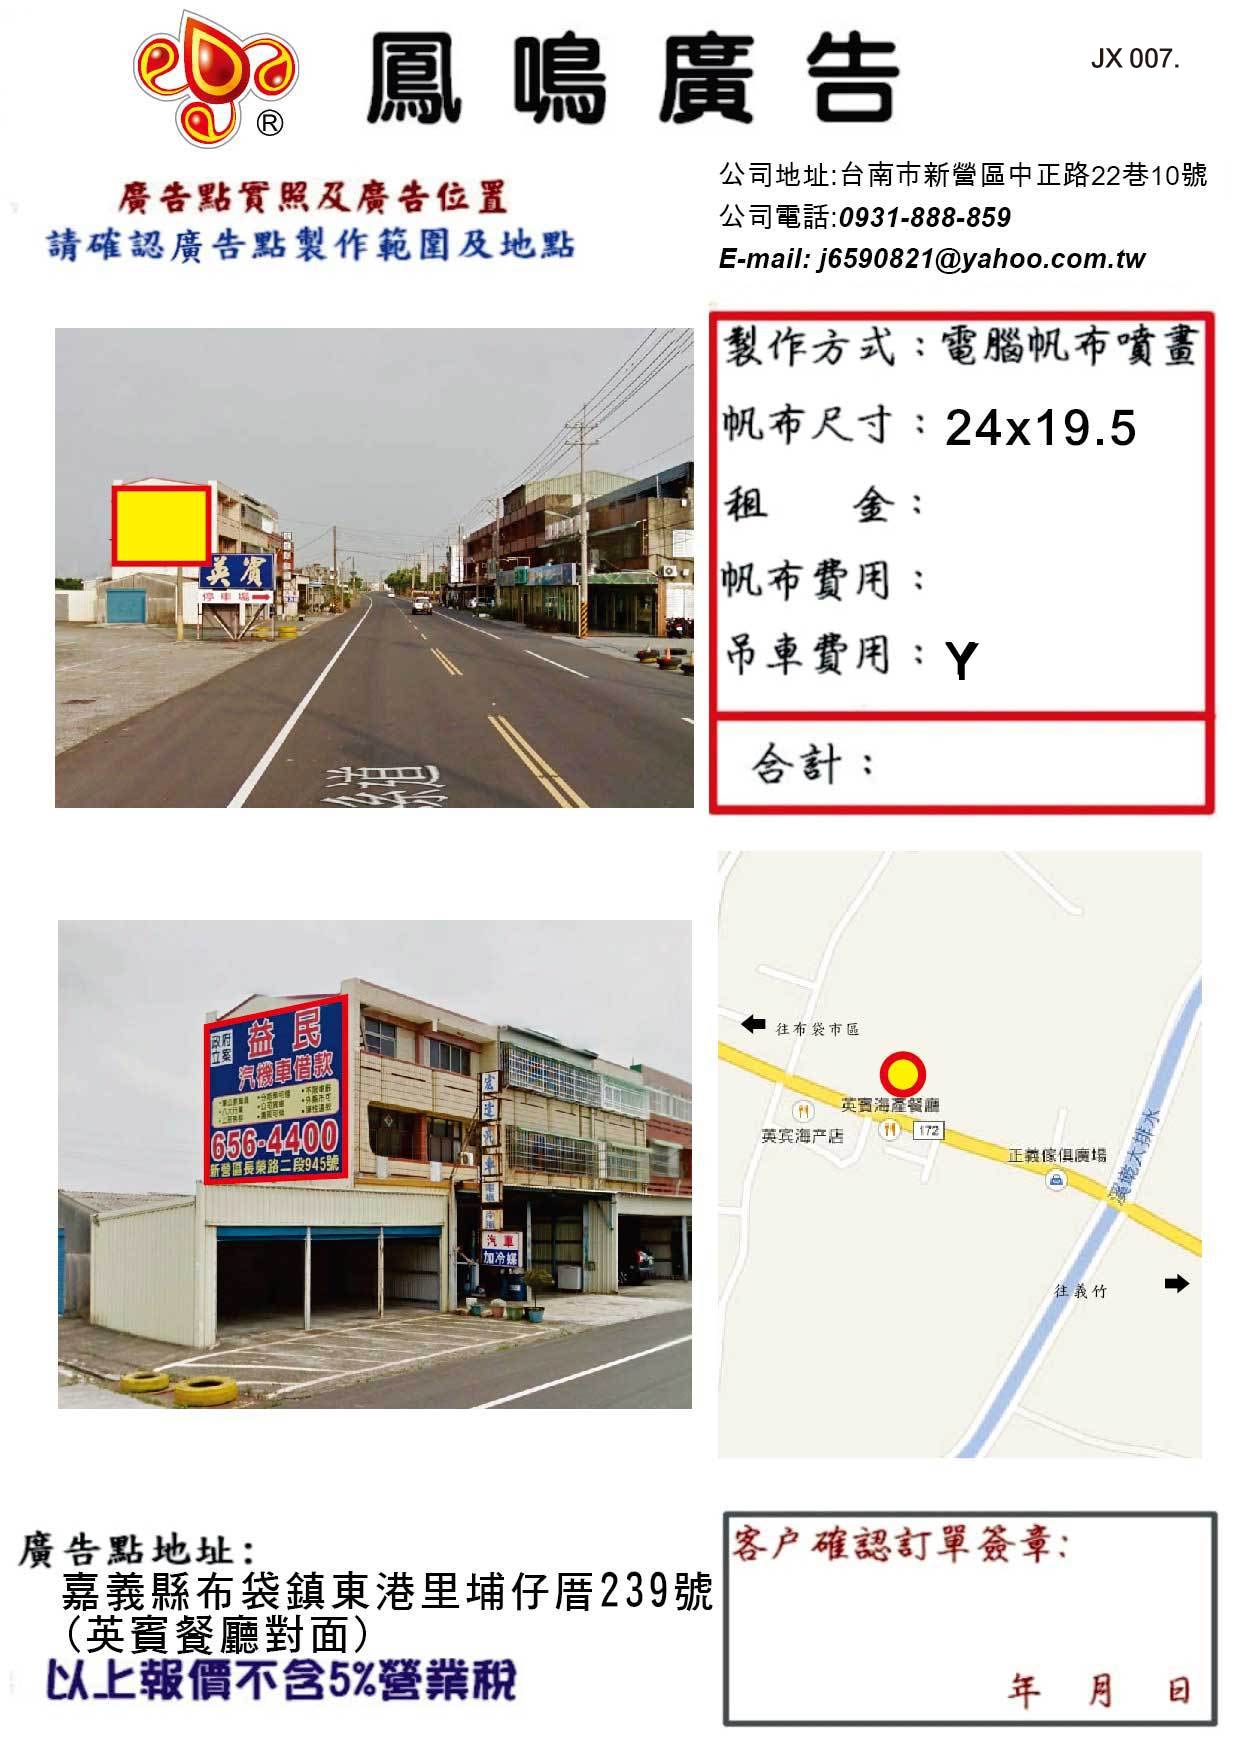 鳳鳴廣告
JX 007.
®
廣告點實照及廣告位置
請確認廣告點製作範圍及地點
公司地址:台南市新營區中正路22巷10號
公司電話:0931-888-859
E-mail: j6590821@yahoo.com.tw
英賓
停車場
製作方式：電腦帆布噴畫
帆布尺寸：24x19.5
租 金：
帆布費用：
吊車費用：Y
合計：
政府
立案
益民
汽機車借款
656-4400
新營區長榮路二段945號
汽車
加冷媒
往布袋市區
英賓海產餐廳
英宾海产店
172
正義傢俱廣場
往義竹
廣告點地址:
嘉義縣布袋鎮東港里埔仔厝239號
(英賓餐廳對面)
以上報價不含5%營業稅
客户確認訂單簽章:
年 月 日